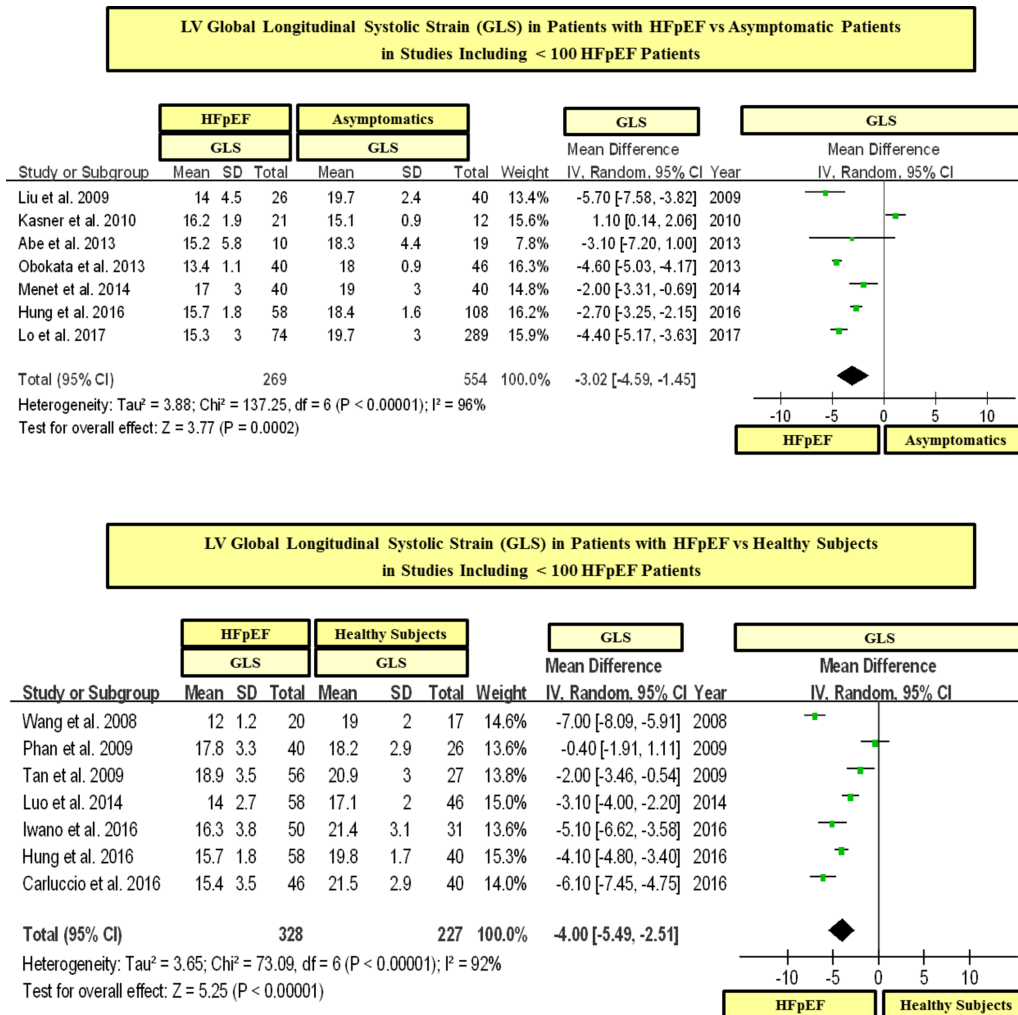 LV Global Longitudinal Systolic Strain (GLS) in Patients with HFpEF vs Asymptomatic Patients
in Studies Including < 100 HFpEF Patients
HFpEF Asymptomatics GLS GLS
GLS GLS Mean Difference Mean Difference
Study or Subgroup Mean SD Total Mean SD Total Weight IV, Random, 95% CI Year IV, Random, 95% CI
Liu et al. 2009 14 4.5 26 19.7 2.4 40 13.4% -5.70 [-7.58, -3.82] 2009
Kasner et al. 2010 16.2 1.9 21 15.1 0.9 12 15.6% 1.10 [0.14, 2.06] 2010
Abe et al. 2013 15.2 5.8 10 18.3 4.4 19 7.8% -3.10 [-7.20, 1.00] 2013
Obokata et al. 2013 13.4 1.1 40 18 0.9 46 16.3% -4.60 [-5.03, -4.17] 2013
Menet et al. 2014 17 3 40 19 3 40 14.8% -2.00 [-3.31, -0.69] 2014
Hung et al. 2016 15.7 1.8 58 18.4 1.6 108 16.2% -2.70 [-3.25, -2.15] 2016
Lo et al. 2017 15.3 3 74 19.7 3 289 15.9% -4.40 [-5.17, -3.63] 2017
Total (95% CI) 269 554 100.0% -3.02 [-4.59, -1.45]
Heterogeneity: Tau² = 3.88; Chi² = 137.25, df = 6 (P < 0.00001); I² = 96%
Test for overall effect: Z = 3.77 (P = 0.0002)
-10 -5 0 5 10
HFpEF Asymptomatics
LV Global Longitudinal Systolic Strain (GLS) in Patients with HFpEF vs Healthy Subjects
in Studies Including < 100 HFpEF Patients
HFpEF Healthy Subjects GLS GLS
GLS GLS Mean Difference Mean Difference
Study or Subgroup Mean SD Total Mean SD Total Weight IV, Random, 95% CI Year IV, Random, 95% CI
Wang et al. 2008 12 1.2 20 19 2 17 14.6% -7.00 [-8.09, -5.91] 2008
Phan et al. 2009 17.8 3.3 40 18.2 2.9 26 13.6% -0.40 [-1.91, 1.11] 2009
Tan et al. 2009 18.9 3.5 56 20.9 3 27 13.8% -2.00 [-3.46, -0.54] 2009
Luo et al. 2014 14 2.7 58 17.1 2 46 15.0% -3.10 [-4.00, -2.20] 2014
Iwano et al. 2016 16.3 3.8 50 21.4 3.1 31 13.6% -5.10 [-6.62, -3.58] 2016
Hung et al. 2016 15.7 1.8 58 19.8 1.7 40 15.3% -4.10 [-4.80, -3.40] 2016
Carluccio et al. 2016 15.4 3.5 46 21.5 2.9 40 14.0% -6.10 [-7.45, -4.75] 2016
Total (95% CI) 328 227 100.0% -4.00 [-5.49, -2.51]
Heterogeneity: Tau² = 3.65; Chi² = 73.09, df = 6 (P < 0.00001); I² = 92%
Test for overall effect: Z = 5.25 (P < 0.00001)
-10 -5 0 5 10
HFpEF Healthy Subjects